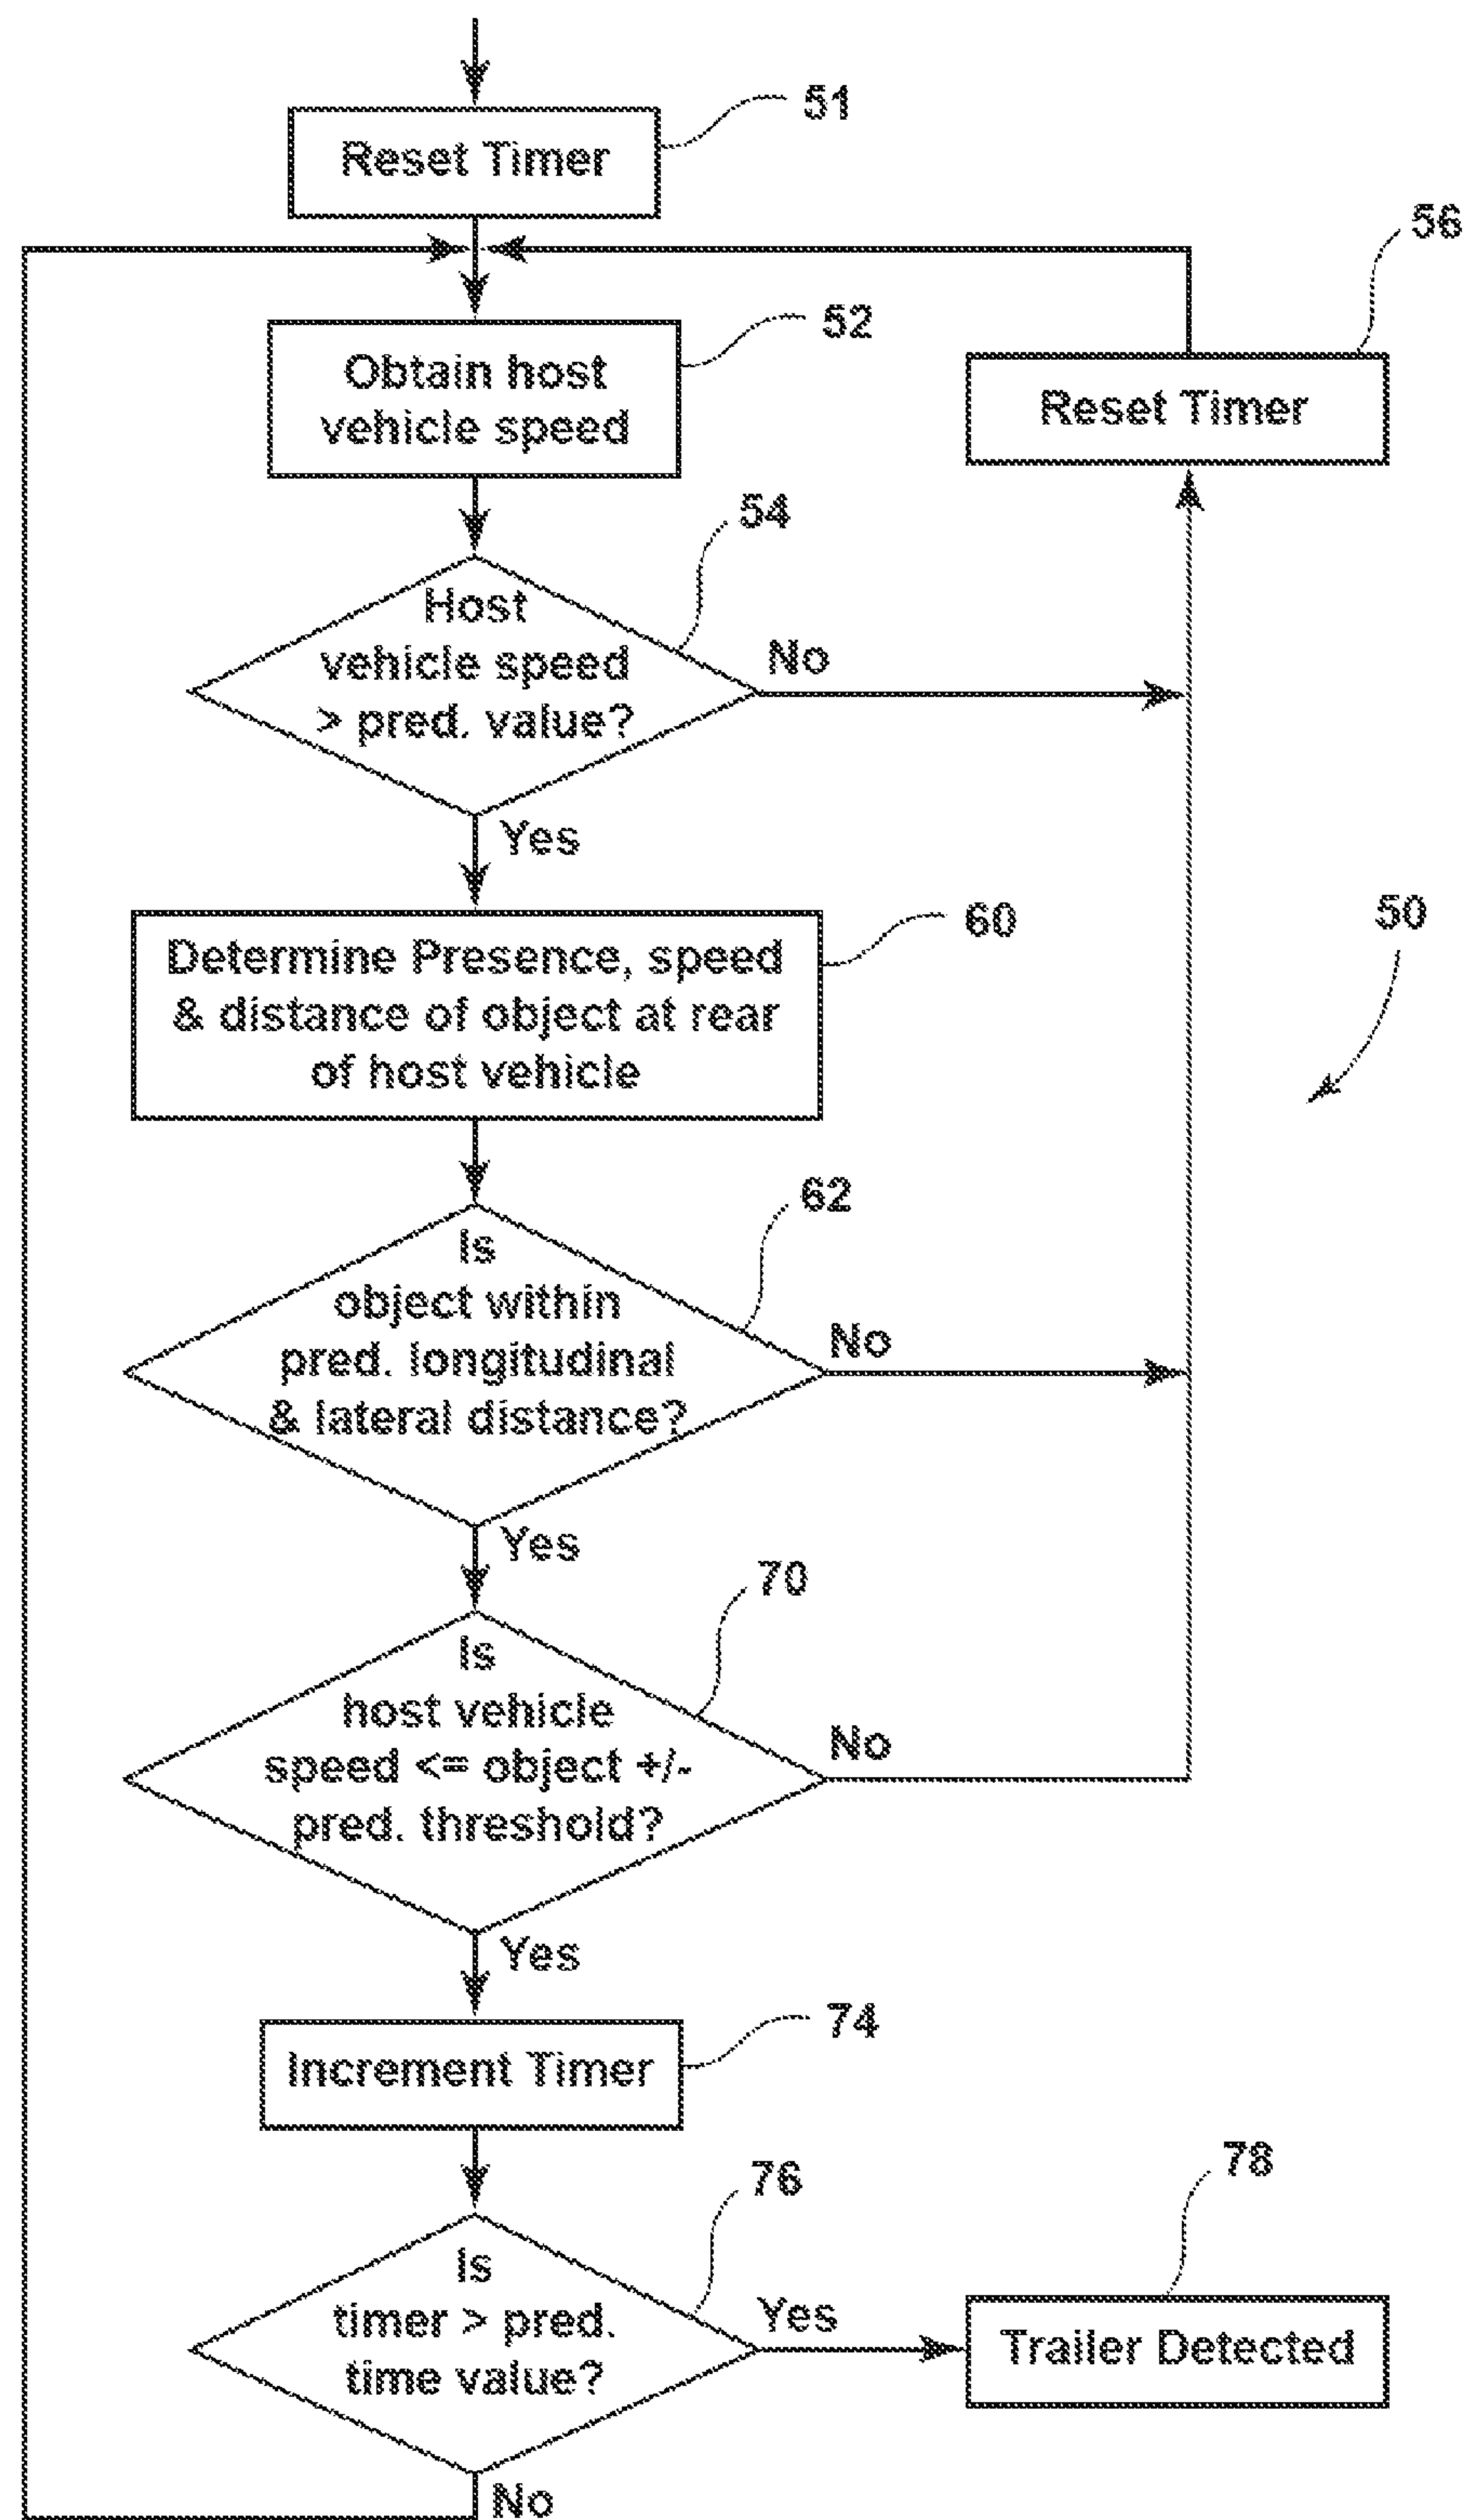 51
Reset Timer
56
52
Obtain host
vehicle speed
Reset Timer
54
Host
vehicle speed
> pred. value?
No
Yes
60
50
Determine Presence, speed
& distance of object at rear
of host vehicle
62
Is
object within
pred. longitudinal
& lateral distance?
No
Yes
70
Is
host vehicle
speed <= object +/-
pred. threshold?
No
Yes
74
Increment Timer
76
78
Is
timer > pred.
time value?
Yes
Trailer Detected
No